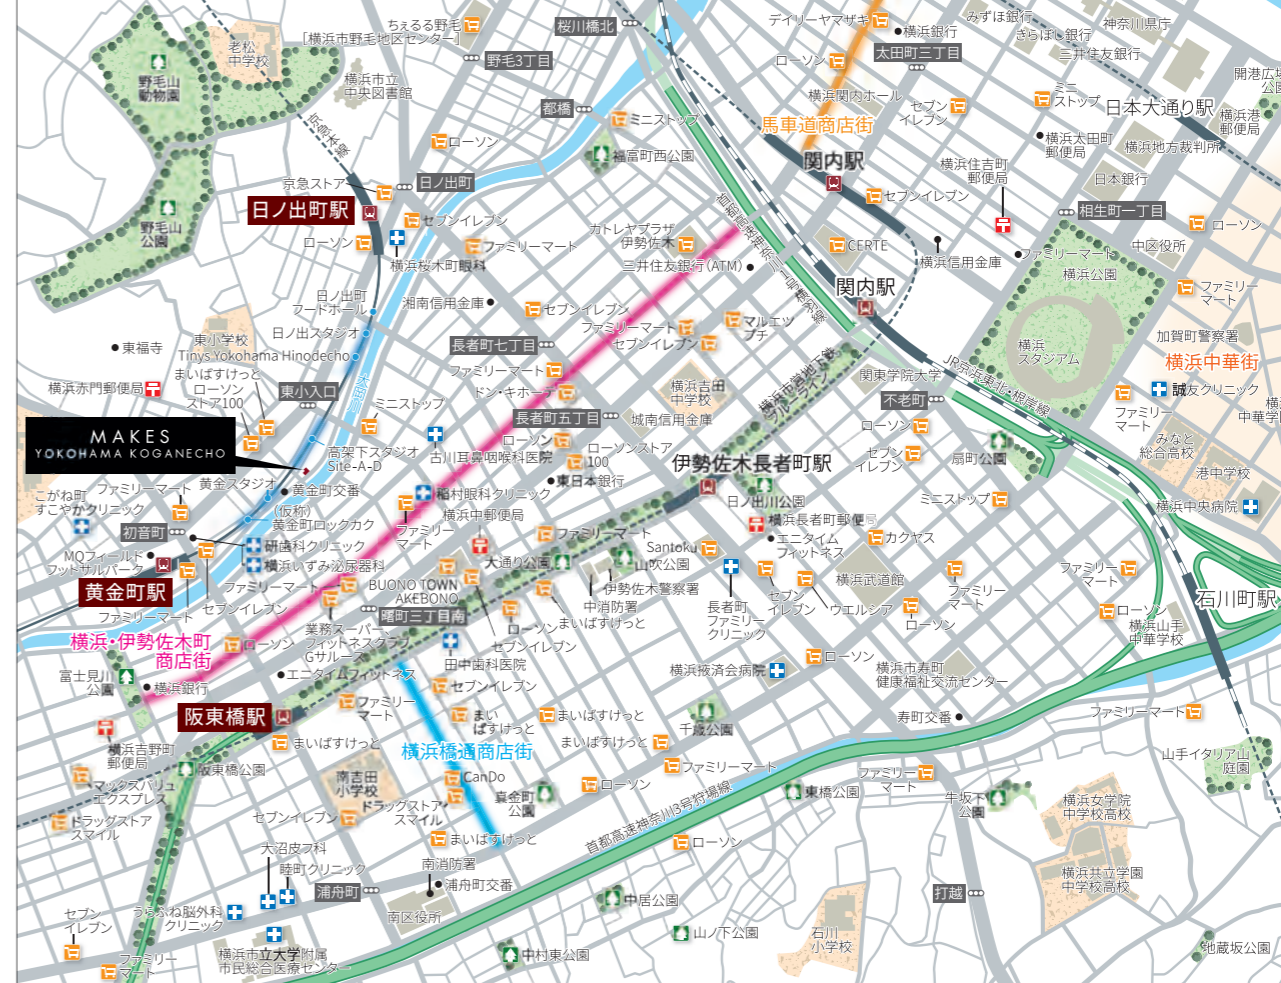 ちぇるる野毛
[横浜市野毛地区センター]
桜川橋北
デイリーヤマザキ
横浜銀行
みずほ銀行
きらぼし銀行
神奈川県庁
三井住友銀行
老松
中学校
野毛3丁目
ローソン
太田町三丁目
開港広場
野毛山
動物園
横浜市立
中央図書館
都橋
ミニストップ
横浜関内ホール
セブン
イレブン
ミニ
ストップ
日本大通り駅
横浜港
郵便局
馬車道商店街
京急本線
ローソン
福富町西公園
関内駅
横浜太田町
郵便局
横浜地方裁判所
横浜住吉町
郵便局
日本銀行
京急ストア
日ノ出町
日ノ出町駅
セブンイレブン
セブンイレブン
相生町一丁目
ローソン
野毛山
公園
ローソン
ファミリーマート
カトレヤプラザ
伊勢佐木
首都高速神奈川1号横羽線
CERTE
横浜信用金庫
ファミリーマート
中区役所
横浜桜木町眼科
三井住友銀行(ATM)
横浜公園
関内駅
ファミリー
マート
日ノ出町
フードホール
湘南信用金庫
セブンイレブン
ファミリーマート
セブンイレブン
マルエツ
プチ
日ノ出スタジオ
東小学校
Tinys Yokohama Hinodecho
東福寺
長者町七丁目
横浜
スタジアム
加賀町警察署
横浜中華街
まいばすけっと
ローソン
ストア100
横浜赤門郵便局
東小入口
ファミリーマート
ドン・キホーテ
横浜吉田
中学校
横浜市営地下鉄
ブルーライン
関東学院大学
JR京浜東北・根岸線
誠友クリニック
不老町
ミニストップ
長者町五丁目
城南信用金庫
ローソン
ファミリー
マート
MAKES
YOKOHAMA KOGANECHO
高架下スタジオ
Site-A-D
古川耳鼻咽喉科医院
ローソン
ローソンストア
100
伊勢佐木長者町駅
セブン
イレブン
扇町公園
みなと
総合高校
港中学校
こがね町
すこやかクリニック
ファミリーマート
黄金スタジオ
黄金町交番
(仮称)
稲村眼科クリニック
東日本銀行
日ノ出川公園
ミニストップ
横浜中央病院
初音町
黄金町ロックカク
ファミリー
マート
横浜中郵便局
横浜長者町郵便局
MQフィールド
フットサルパーク
研歯科クリニック
横浜いずみ泌尿器科
ファミリーマート
大通り公園
Santoku
山吹公園
エニタイム
フィットネス
カクヤス
黄金町駅
ファミリーマート
セブンイレブン
ファミリーマート
BUONO TOWN
AKEBONO
伊勢佐木警察署
中消防署
長者町
ファミリー
クリニック
セブン
イレブン
ウエルシア
横浜武道館
ファミリー
マート
ファミリー
マート
石川町駅
曙町三丁目南
まいばすけっと
ローソン
ローソン
ローソン
横浜・伊勢佐木町
商店街
ローソン
業務スーパー
フィットネスクラブ
Gサルース
セブンイレブン
横浜山手
中華学校
富士見川
公園
横浜銀行
エニタイムフィットネス
田中歯科医院
横浜掖済会病院
ローソン
横浜市寿町
健康福祉交流センター
阪東橋駅
ファミリー
マート
セブンイレブン
まい
ばすけっと
まいばすけっと
千歳公園
寿町交番
ファミリーマート
横浜吉野町
郵便局
まいばすけっと
横浜橋通商店街
まいばすけっと
山手イタリア山
庭園
阪東橋公園
マックスバリュ
エクスプレス
南吉田
小学校
CanDo
ファミリーマート
ローソン
ファミリー
マート
真金町
公園
東橋公園
牛坂下
公園
横浜女学院
中学校高校
ドラッグストア
スマイル
ドラッグストア
スマイル
セブンイレブン
まいばすけっと
首都高速神奈川3号狩場線
ローソン
大沼皮フ科
睦町クリニック
南消防署
浦舟町
浦舟町交番
横浜共立学園
中学校高校
打越
中居公園
セブン
イレブン
うらふね脳外科
クリニック
南区役所
山ノ下公園
石川
小学校
地蔵坂公園
横浜市立大学附属
市民総合医療センター
ファミリー
マート
中村東公園